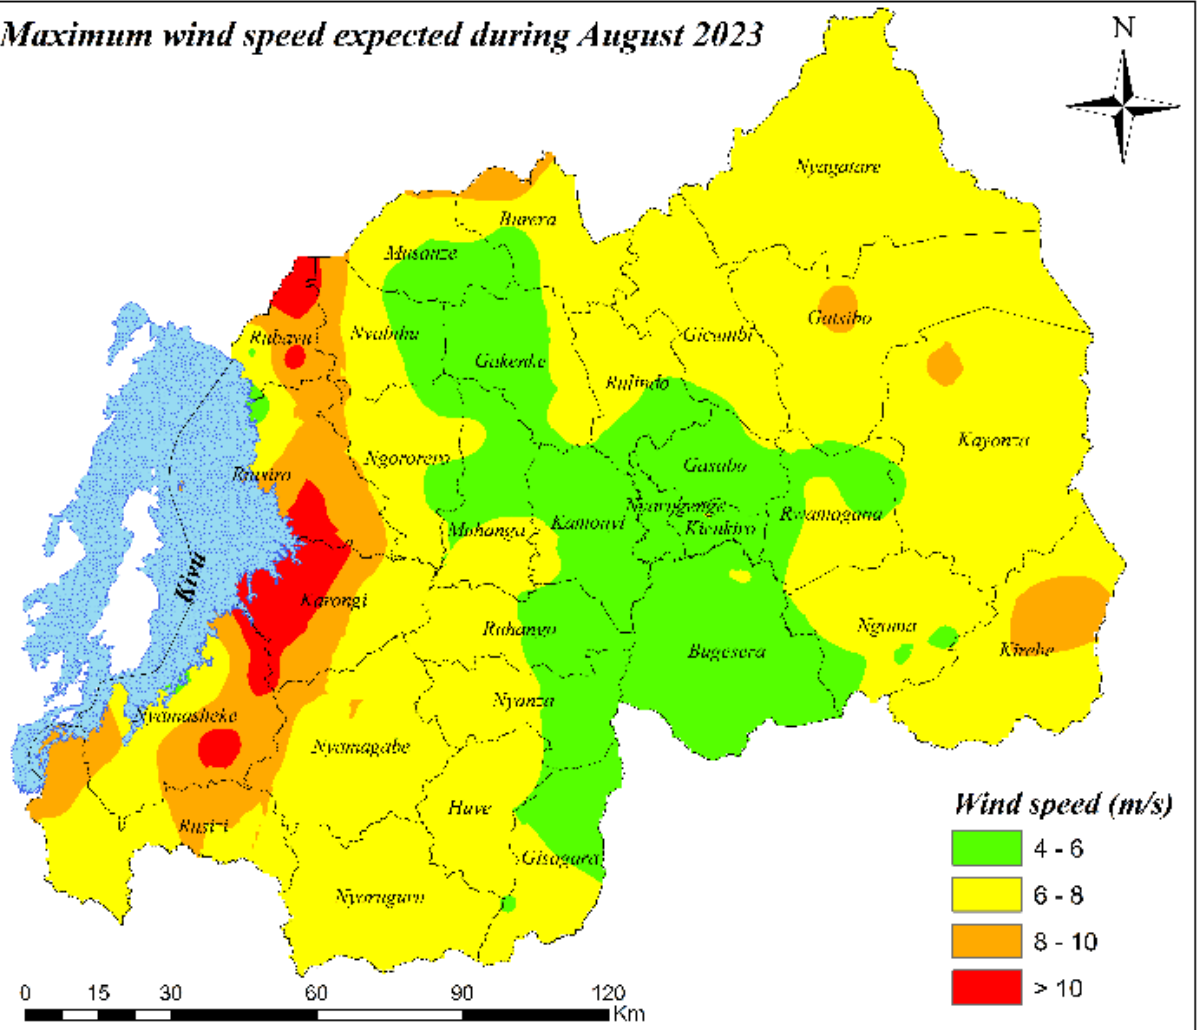 Maximum wind speed expected during August 2023
N
Nyagatare
Burera
Musanze
Gatsibo
Rubavu
Nyabihu
Gicumbi
Gakenke
Rulindo
Kayonza
Ngororero
Gasabo
Rutsiro
Nyarugenge
Rwamagana
Kamonyi
Kicukiro
Muhanga
Kivu
Karongi
Ngoma
Ruhango
Bugesera
Kirehe
Nyanza
Nyamasheke
Nyamagabe
Huye
Rusizi
Gisagara
Nyaruguru
Wind speed (m/s)
4 - 6
6 - 8
8 - 10
> 10
0 15 30 60 90 120
Km